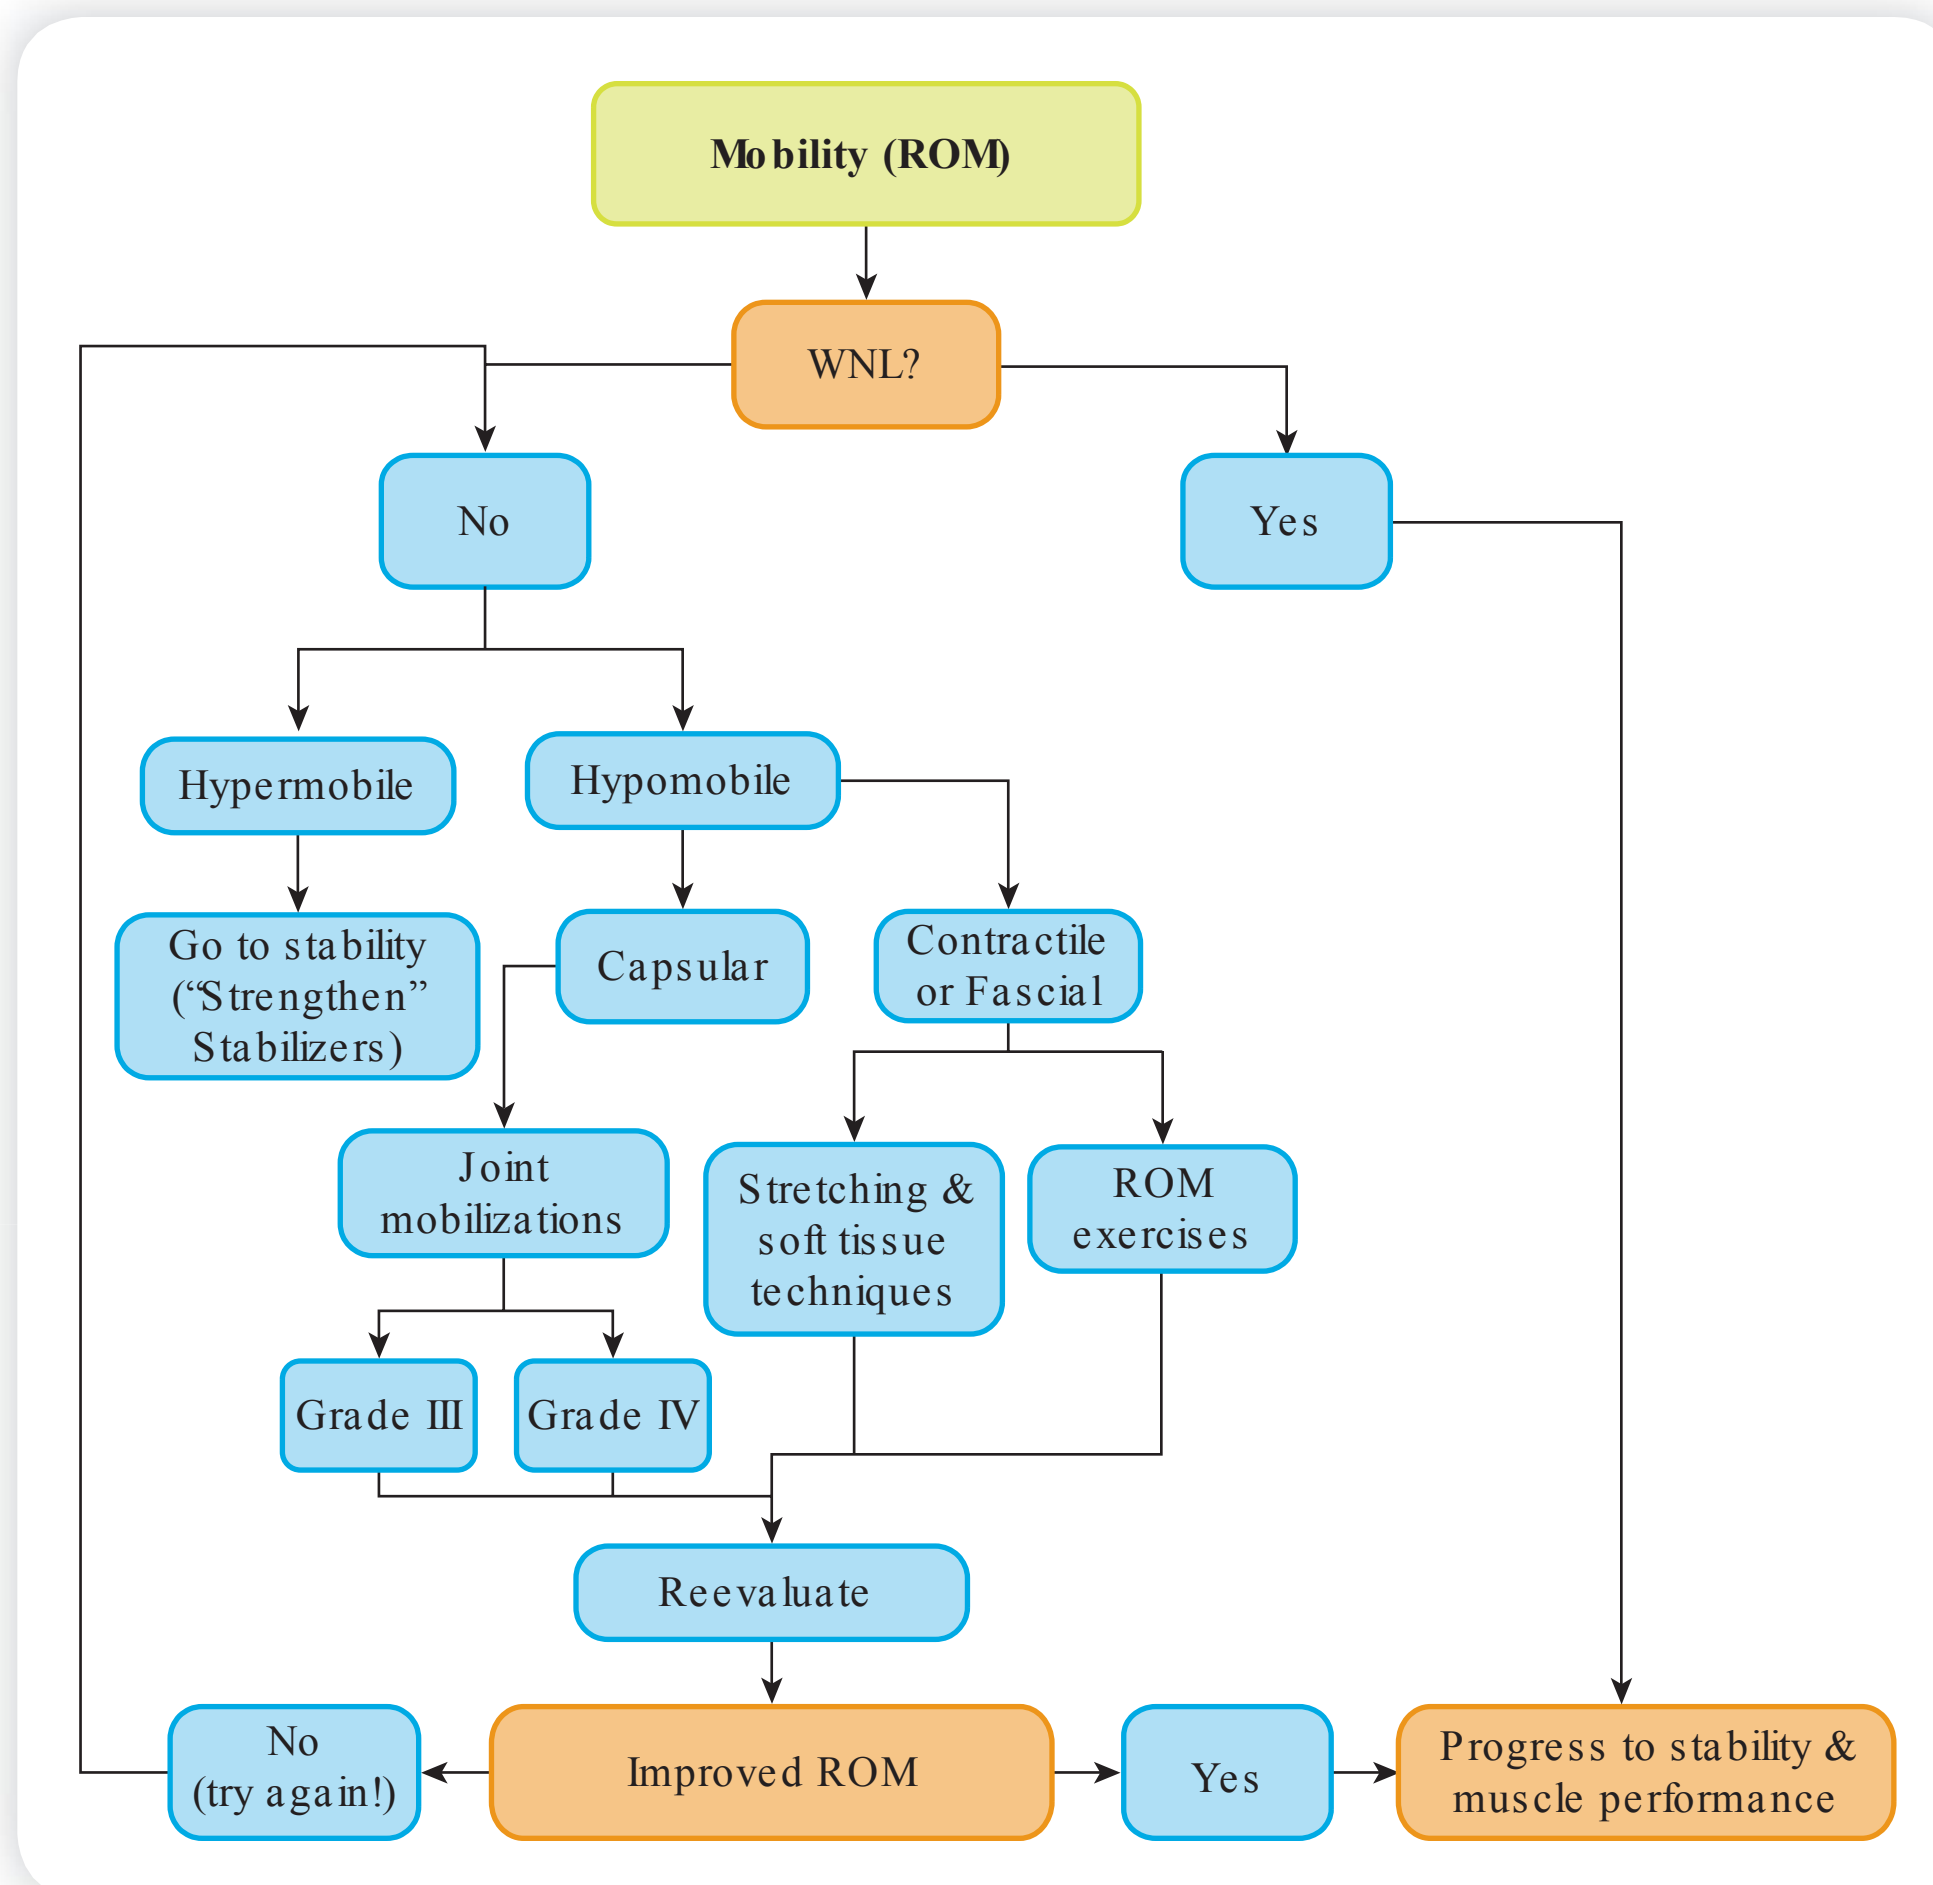 Mobility (ROM)
WNL?
No
Yes
Hypermobile
Hypomobile
Go to stability
(“Strengthen”
Stabilizers)
Capsular
Contractile
or Fascial
Joint
mobilizations
Stretching &
soft tissue
techniques
ROM
exercises
Grade III
Grade IV
Reevaluate
No
(try again!)
Improved ROM
Yes
Progress to stability &
muscle performance